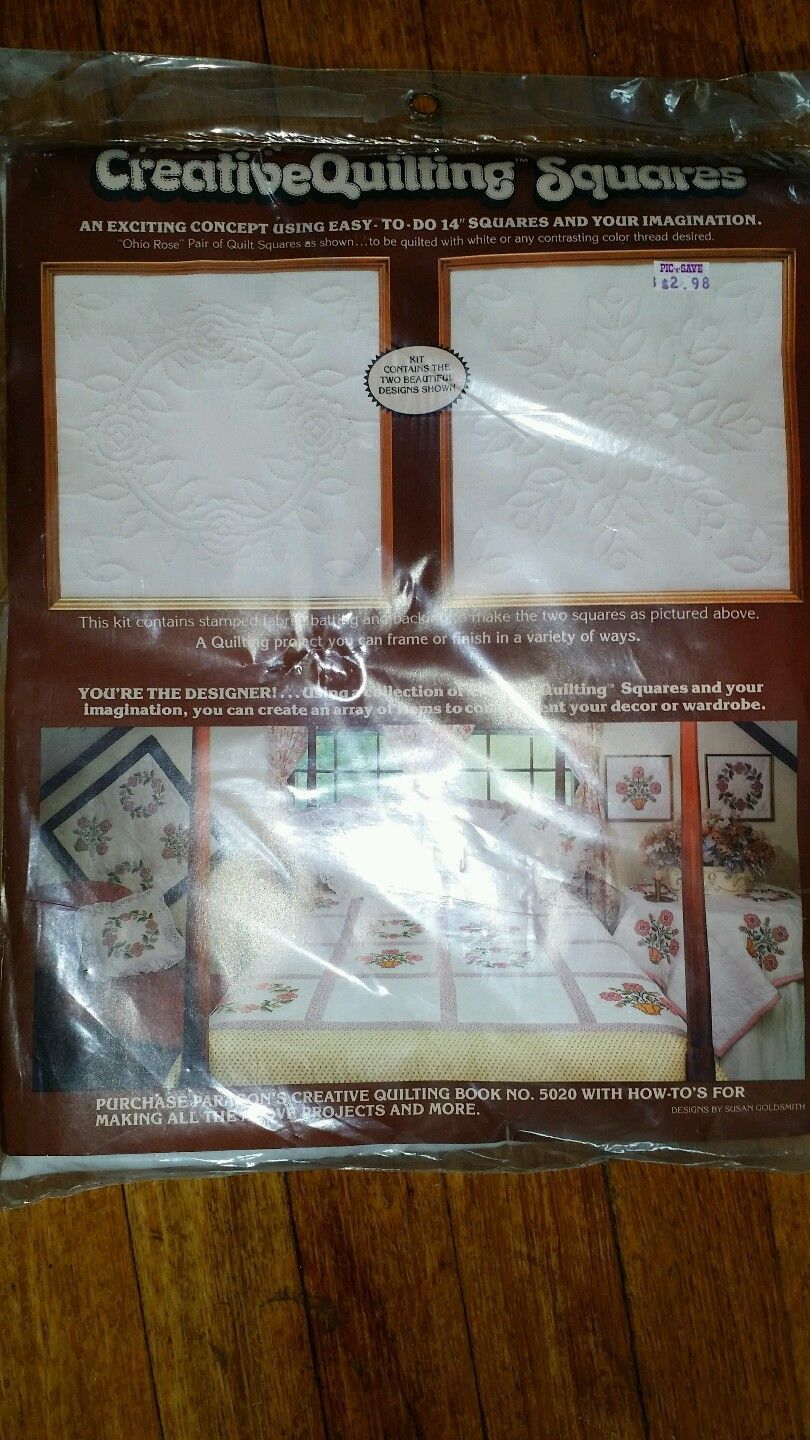 CreativeQuilting™ Squares
AN EXCITING CONCEPT USING EASY-TO-DO 14" SQUARES AND YOUR IMAGINATION.
"Ohio Rose" Pair of Quilt Squares as shown...to be quilted with white or any contrasting color thread desired.
PIC'N'SAVE
$2.98
KIT
CONTAINS THE
TWO BEAUTIFUL
DESIGNS SHOWN
This kit contains stamped fabric, batting and backing to make the two squares as pictured above.
A Quilting project you can frame or finish in a variety of ways.
YOU'RE THE DESIGNER!...Using a collection of Quilting™ Squares and your
imagination, you can create an array of items to complement your decor or wardrobe.
PURCHASE PARAGON'S CREATIVE QUILTING BOOK NO. 5020 WITH HOW-TO'S FOR
MAKING ALL THE ABOVE PROJECTS AND MORE.
DESIGNS BY SUSAN GOLDSMITH